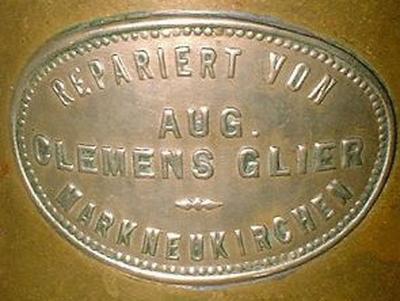 REPARIERT VON
AUG.
CLEMENS GLIER
MARKNEUKIRCHEN